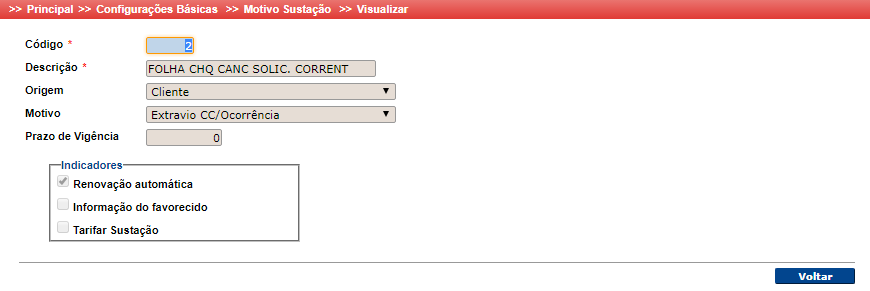 >> Principal >> Configurações Básicas >> Motivo Sustação >> Visualizar
Código * 2
Descrição * FOLHA CHQ CANC SOLIC. CORRENT
Origem Cliente
Motivo Extravio CC/Ocorrência
Prazo de Vigência 0
Indicadores
Renovação automática
Informação do favorecido
Tarifar Sustação
Voltar